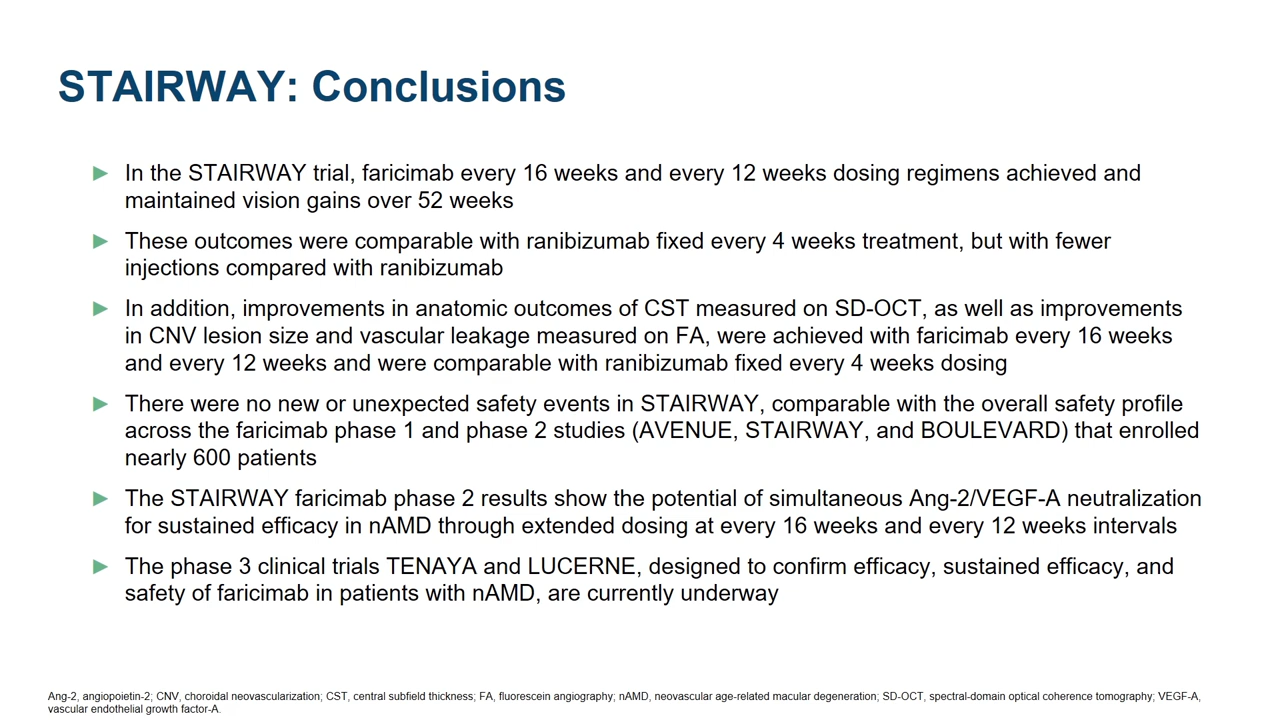 STAIRWAY: Conclusions
► In the STAIRWAY trial, faricimab every 16 weeks and every 12 weeks dosing regimens achieved and
maintained vision gains over 52 weeks
► These outcomes were comparable with ranibizumab fixed every 4 weeks treatment, but with fewer
injections compared with ranibizumab
► In addition, improvements in anatomic outcomes of CST measured on SD-OCT, as well as improvements
in CNV lesion size and vascular leakage measured on FA, were achieved with faricimab every 16 weeks
and every 12 weeks and were comparable with ranibizumab fixed every 4 weeks dosing
► There were no new or unexpected safety events in STAIRWAY, comparable with the overall safety profile
across the faricimab phase 1 and phase 2 studies (AVENUE, STAIRWAY, and BOULEVARD) that enrolled
nearly 600 patients
► The STAIRWAY faricimab phase 2 results show the potential of simultaneous Ang-2/VEGF-A neutralization
for sustained efficacy in nAMD through extended dosing at every 16 weeks and every 12 weeks intervals
► The phase 3 clinical trials TENAYA and LUCERNE, designed to confirm efficacy, sustained efficacy, and
safety of faricimab in patients with nAMD, are currently underway
Ang-2, angiopoietin-2; CNV, choroidal neovascularization; CST, central subfield thickness; FA, fluorescein angiography; nAMD, neovascular age-related macular degeneration; SD-OCT, spectral-domain optical coherence tomography; VEGF-A,
vascular endothelial growth factor-A.